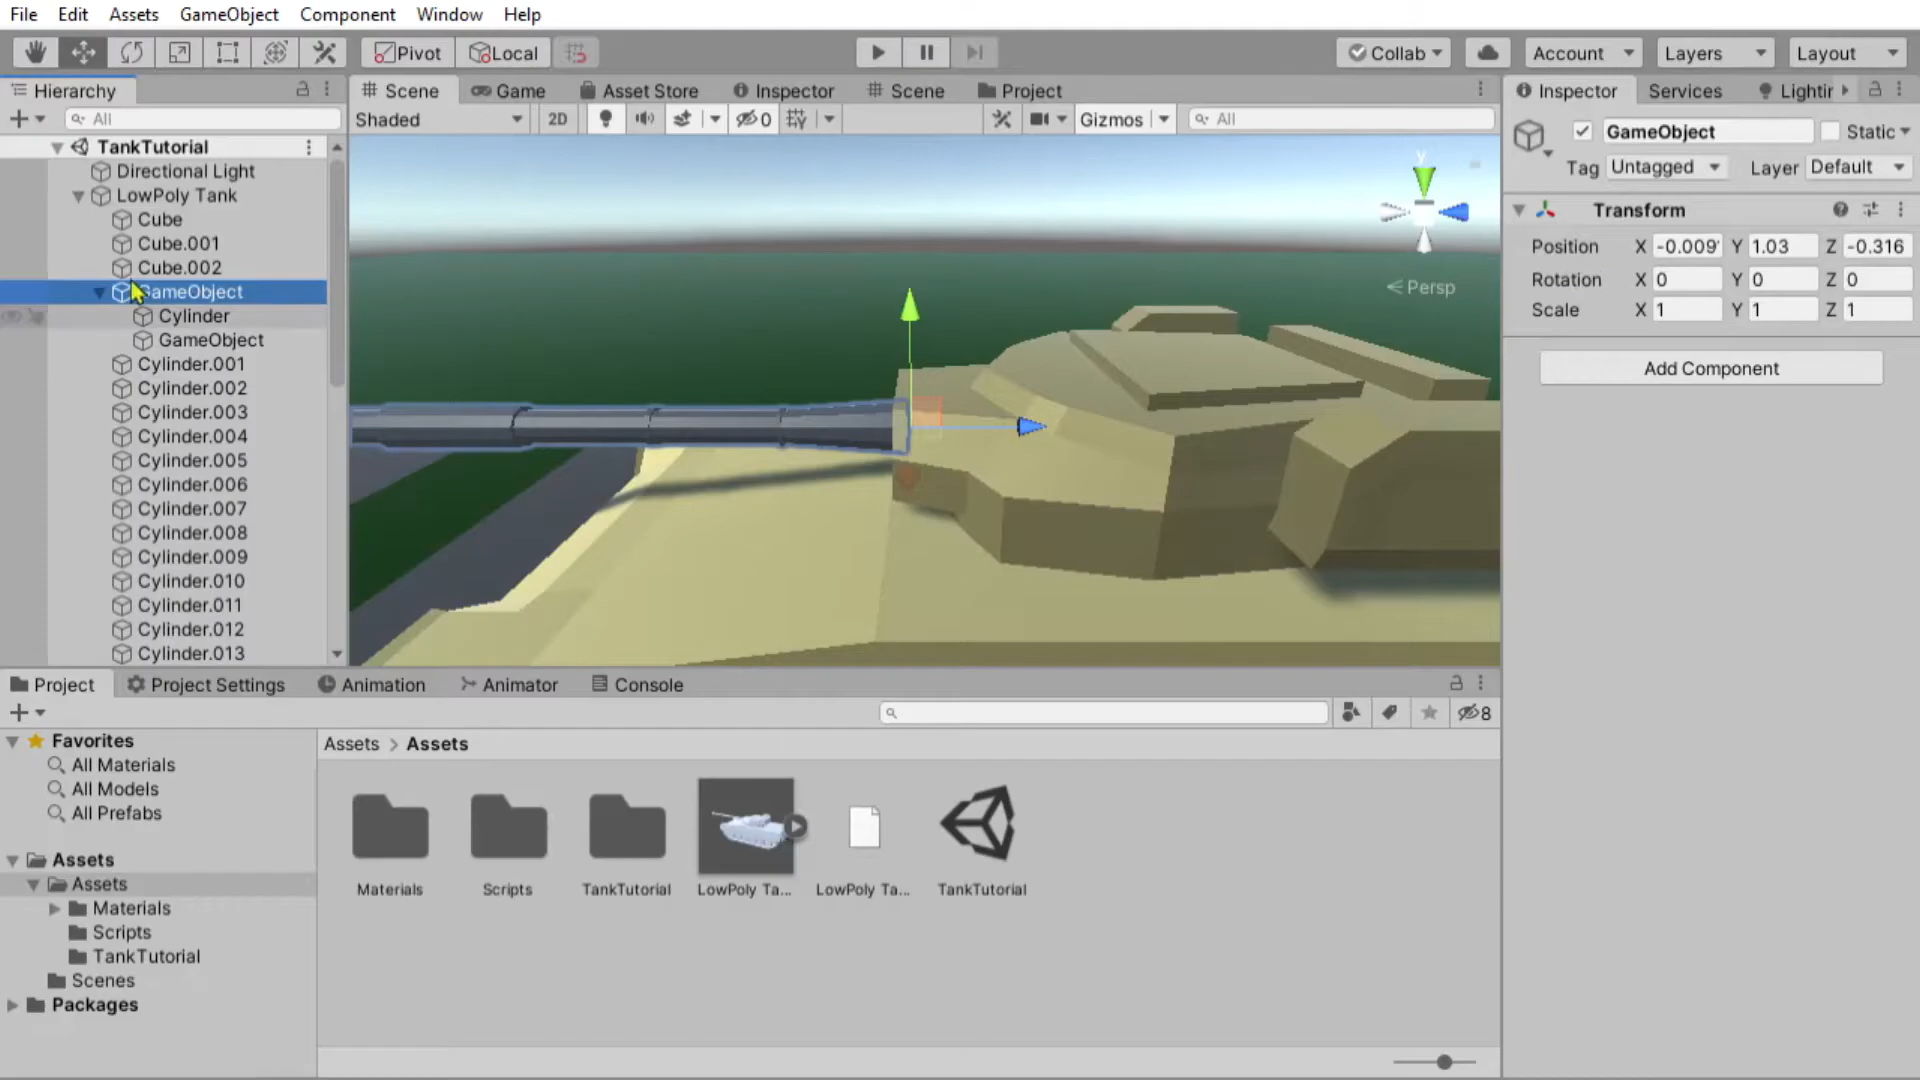 File Edit Assets GameObject Component Window Help
Pivot Local Collab Account Layers Layout
Hierarchy Scene Game Asset Store Inspector Scene Project Inspector Services Lightin
All Shaded 2D 0 Gizmos All GameObject Static
TankTutorial
Directional Light
LowPoly Tank
Cube
Cube.001
Cube.002
GameObject
Cylinder
GameObject
Cylinder.001
Cylinder.002
Cylinder.003
Cylinder.004
Cylinder.005
Cylinder.006
Cylinder.007
Cylinder.008
Cylinder.009
Cylinder.010
Cylinder.011
Cylinder.012
Cylinder.013
y
Persp
Tag Untagged Layer Default
Transform
Position X -0.009 Y 1.03 Z -0.316
Rotation X 0 Y 0 Z 0
Scale X 1 Y 1 Z 1
Add Component
Project Project Settings Animation Animator Console
8
Favorites
All Materials
All Models
All Prefabs
Assets
Assets
Materials
Scripts
TankTutorial
Scenes
Packages
Assets > Assets
Materials Scripts TankTutorial LowPoly Ta... LowPoly Ta... TankTutorial